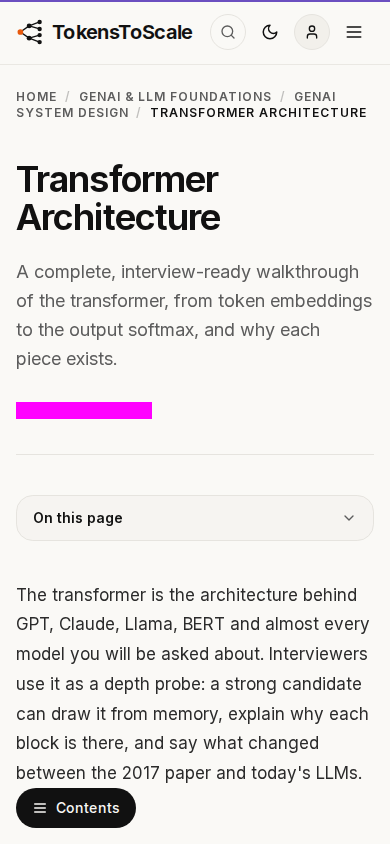 TokensToScale
HOME / GENAI & LLM FOUNDATIONS / GENAI
SYSTEM DESIGN / TRANSFORMER ARCHITECTURE
Transformer
Architecture
A complete, interview-ready walkthrough
of the transformer, from token embeddings
to the output softmax, and why each
piece exists.
On this page
The transformer is the architecture behind
GPT, Claude, Llama, BERT and almost every
model you will be asked about. Interviewers
use it as a depth probe: a strong candidate
can draw it from memory, explain why each
block is there, and say what changed
between the 2017 paper and today's LLMs.
Contents